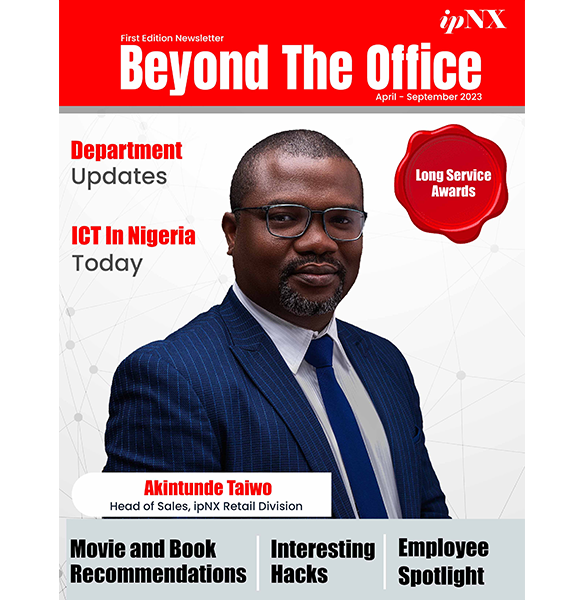 ipNX
First Edition Newsletter
Beyond The Office
April - September 2023
Department
Updates
Long Service
Awards
ICT In Nigeria
Today
Akintunde Taiwo
Head of Sales, ipNX Retail Division
Movie and Book
Recommendations
Interesting
Hacks
Employee
Spotlight